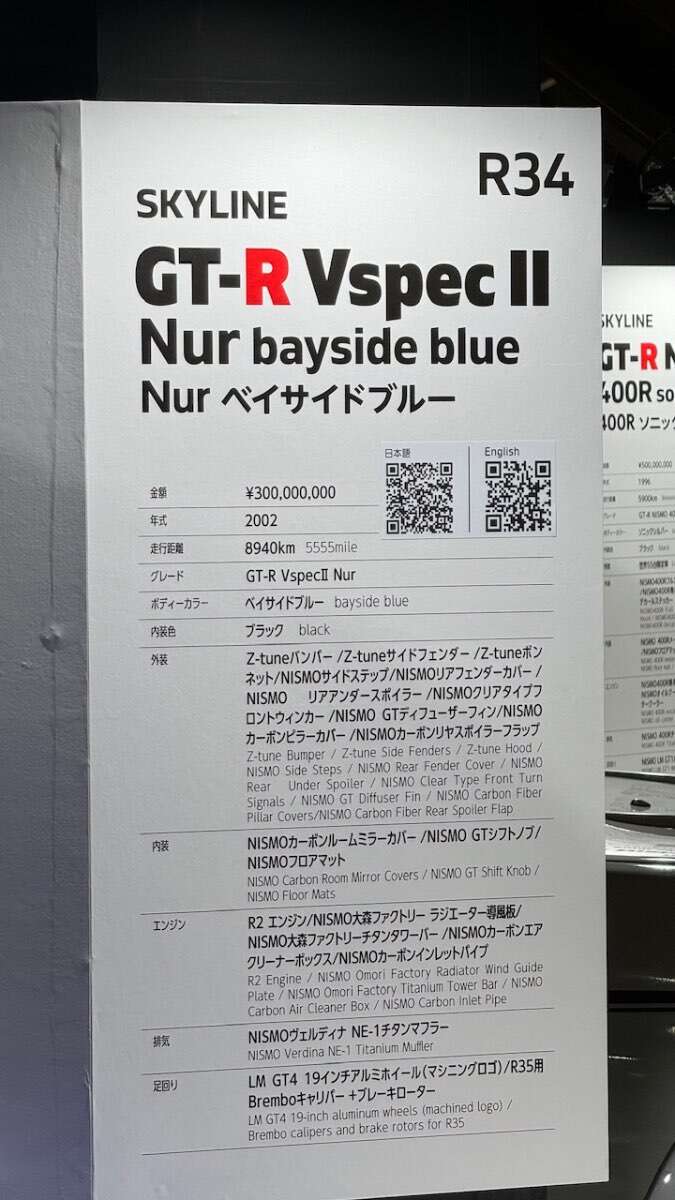 R34
SKYLINE
GT-R Vspec II
Nur bayside blue
Nur ベイサイドブルー
日本語
English
金額 ¥300,000,000
年式 2002
走行距離 8940km 5555mile
グレード GT-R VspecⅡ Nur
ボディーカラー ベイサイドブルー bayside blue
内装色 ブラック black
外装 Z-tuneバンパー /Z-tuneサイドフェンダー /Z-tuneボン
ネット/NISMOサイドステップ/NISMOリアフェンダーカバー /
NISMO リアアンダースポイラー /NISMOクリアタイプフ
ロントウィンカー /NISMO GTディフューザーフィン/NISMO
カーボンピラーカバー /NISMOカーボンリヤスポイラーフラップ
Z-tune Bumper / Z-tune Side Fenders / Z-tune Hood /
NISMO Side Steps / NISMO Rear Fender Cover / NISMO
Rear Under Spoiler / NISMO Clear Type Front Turn
Signals / NISMO GT Diffuser Fin / NISMO Carbon Fiber
Pillar Covers/NISMO Carbon Fiber Rear Spoiler Flap
内装 NISMOカーボンルームミラーカバー /NISMO GTシフトノブ/
NISMOフロアマット
NISMO Carbon Room Mirror Covers / NISMO GT Shift Knob /
NISMO Floor Mats
エンジン R2 エンジン/NISMO大森ファクトリー ラジエーター導風板/
NISMO大森ファクトリーチタンタワーバー /NISMOカーボンエア
クリーナーボックス/NISMOカーボンインレットパイプ
R2 Engine / NISMO Omori Factory Radiator Wind Guide
Plate / NISMO Omori Factory Titanium Tower Bar / NISMO
Carbon Air Cleaner Box / NISMO Carbon Inlet Pipe
排気 NISMOヴェルディナ NE-1チタンマフラー
NISMO Verdina NE-1 Titanium Muffler
足回り LM GT4 19インチアルミホイール(マシニングロゴ)/R35用
Bremboキャリパー +ブレーキローター
LM GT4 19-inch aluminum wheels (machined logo) /
Brembo calipers and brake rotors for R35
SKYLINE
GT-R N
400R so
400R ソニック
¥500,000,000
1996
5900km
GT-R NISMO 40
ソニックシルバー
ブラック black